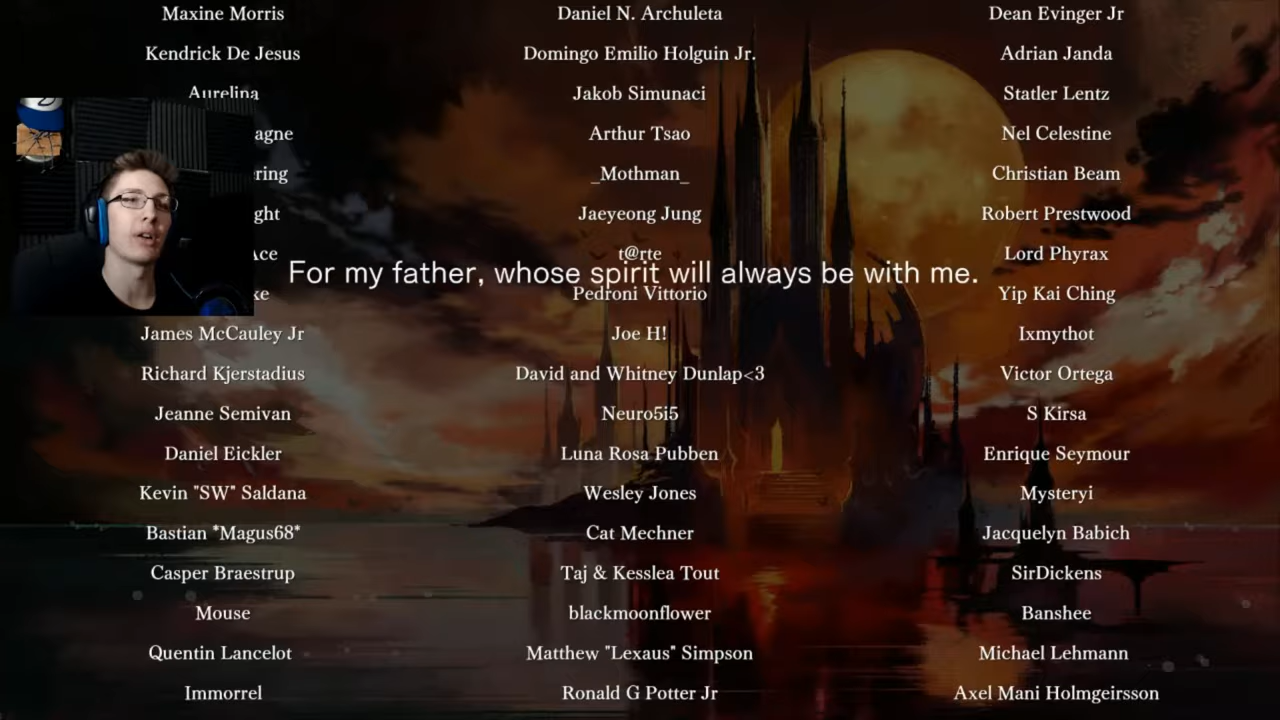 Maxine Morris
Kendrick De Jesus
Aurelina
agne
ring
ght
ce
ke
James McCauley Jr
Richard Kjerstadius
Jeanne Semivan
Daniel Eickler
Kevin "SW" Saldana
Bastian *Magus68*
Casper Braestrup
Mouse
Quentin Lancelot
Immorrel
Daniel N. Archuleta
Domingo Emilio Holguin Jr.
Jakob Simunaci
Arthur Tsao
_Mothman_
Jaeyeong Jung
t@rte
For my father, whose spirit will always be with me.
Pedroni Vittorio
Joe H!
David and Whitney Dunlap<3
Neuro5i5
Luna Rosa Pubben
Wesley Jones
Cat Mechner
Taj & Kesslea Tout
blackmoonflower
Matthew "Lexaus" Simpson
Ronald G Potter Jr
Dean Evinger Jr
Adrian Janda
Statler Lentz
Nel Celestine
Christian Beam
Robert Prestwood
Lord Phyrax
Yip Kai Ching
Ixmythot
Victor Ortega
S Kirsa
Enrique Seymour
Mysteryi
Jacquelyn Babich
SirDickens
Banshee
Michael Lehmann
Axel Mani Holmgeirsson